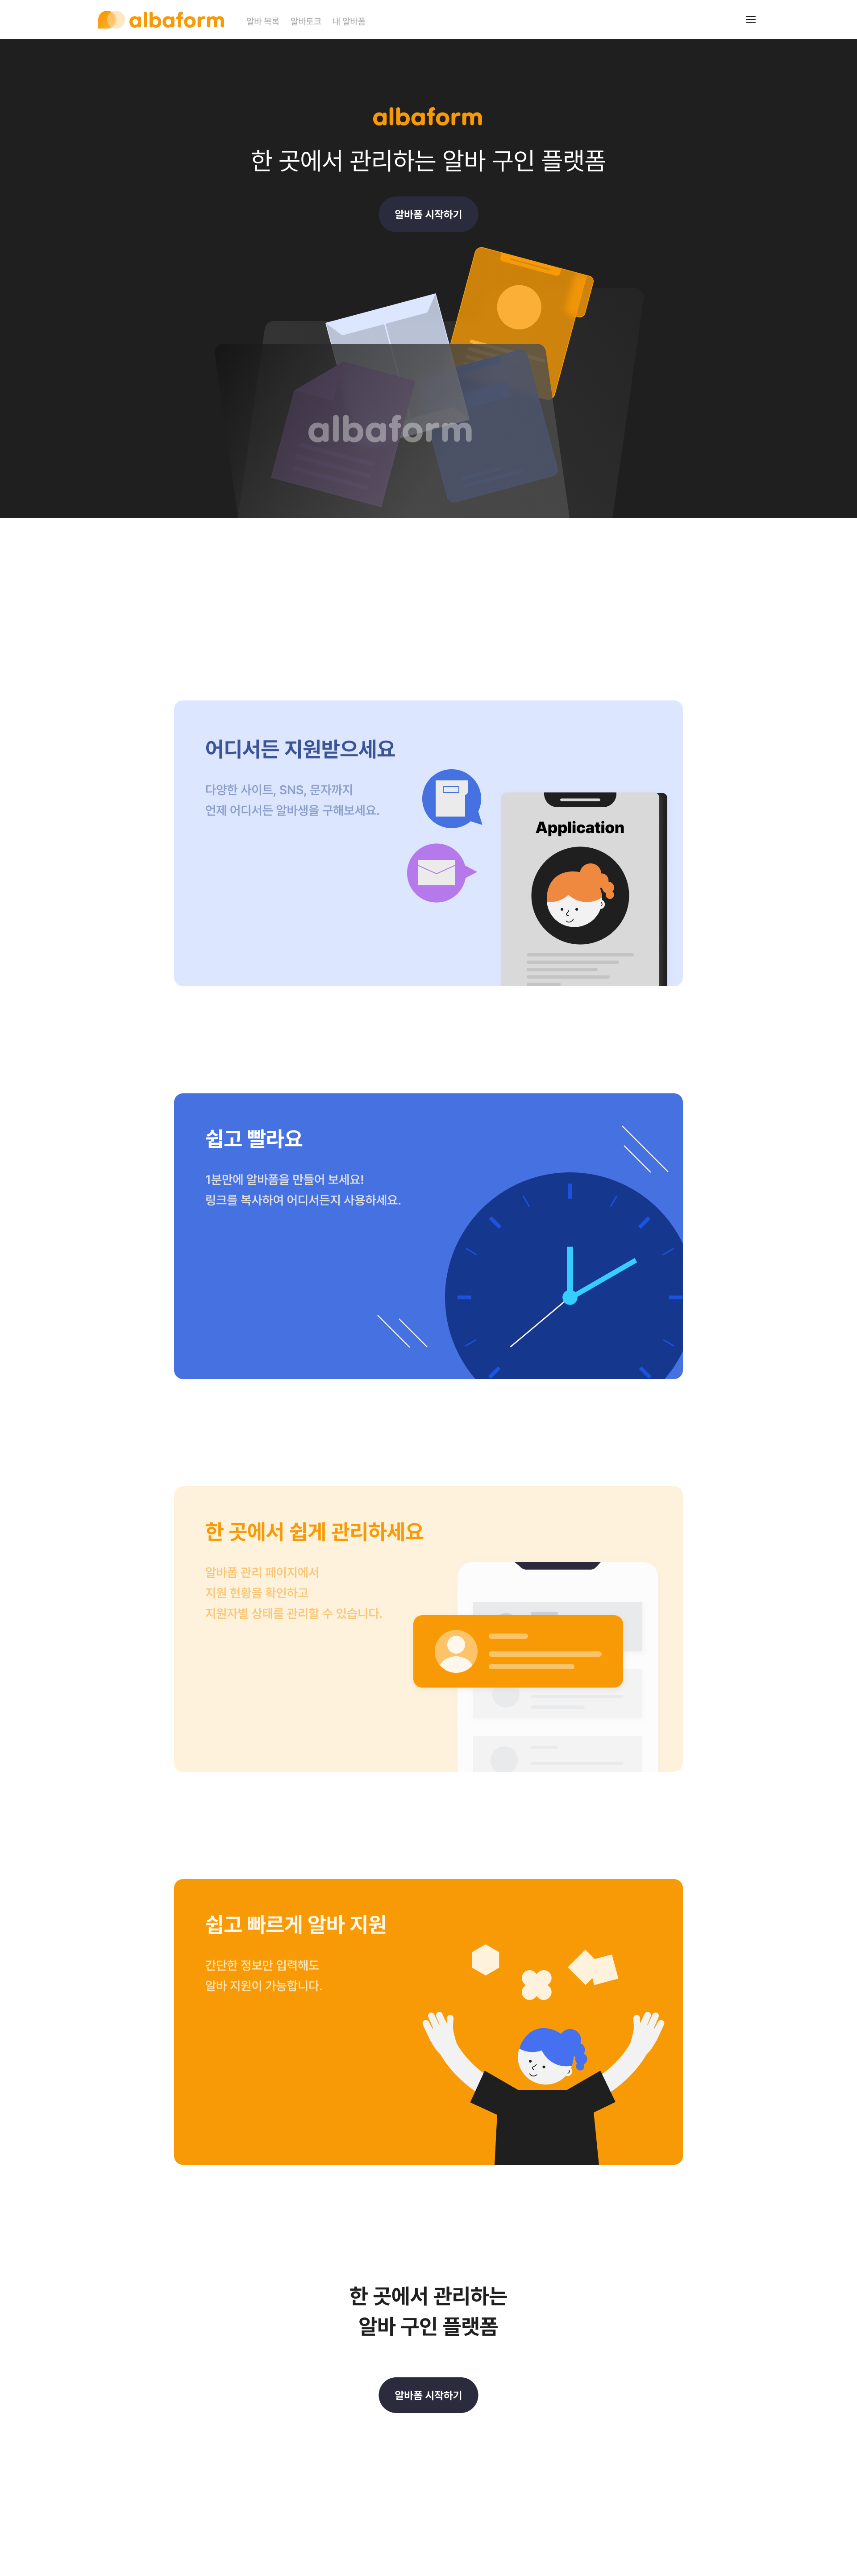 albaform
알바 목록
알바토크
내 알바폼
albaform
한 곳에서 관리하는 알바 구인 플랫폼
알바폼 시작하기
albaform
어디서든 지원받으세요
다양한 사이트, SNS, 문자까지
언제 어디서든 알바생을 구해보세요.
Application
쉽고 빨라요
1분만에 알바폼을 만들어 보세요!
링크를 복사하여 어디서든지 사용하세요.
한 곳에서 쉽게 관리하세요
알바폼 관리 페이지에서
지원 현황을 확인하고
지원자별 상태를 관리할 수 있습니다.
쉽고 빠르게 알바 지원
간단한 정보만 입력해도
알바 지원이 가능합니다.
한 곳에서 관리하는
알바 구인 플랫폼
알바폼 시작하기